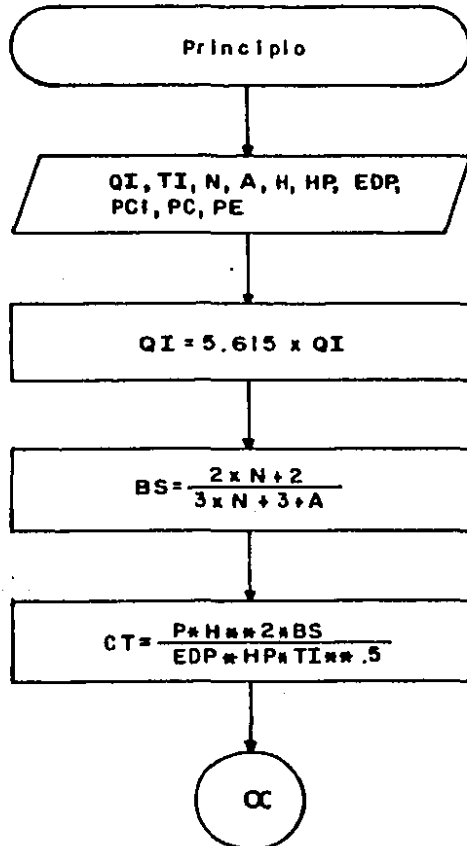 Principio
QI, TI, N, A, H, HP, EDP,
PCI, PC, PE
QI = 5.615 x QI
BS = 2 x N + 2
3 x N + 3 + A
CT = P * H ** 2 * BS
EDP * HP * TI ** .5
α